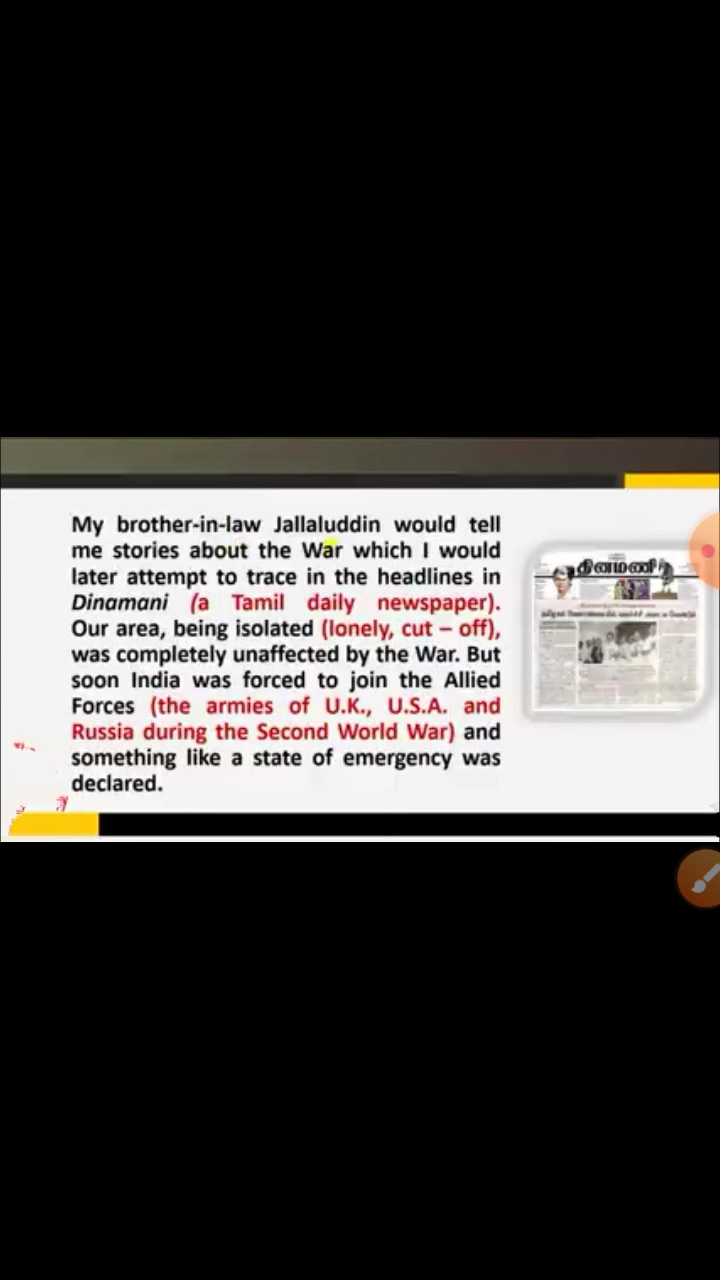 My brother-in-law Jallaluddin would tell
me stories about the War which I would
later attempt to trace in the headlines in
Dinamani (a Tamil daily newspaper).
Our area, being isolated (lonely, cut – off),
was completely unaffected by the War. But
soon India was forced to join the Allied
Forces (the armies of U.K., U.S.A. and
Russia during the Second World War) and
something like a state of emergency was
declared.
தினமணி